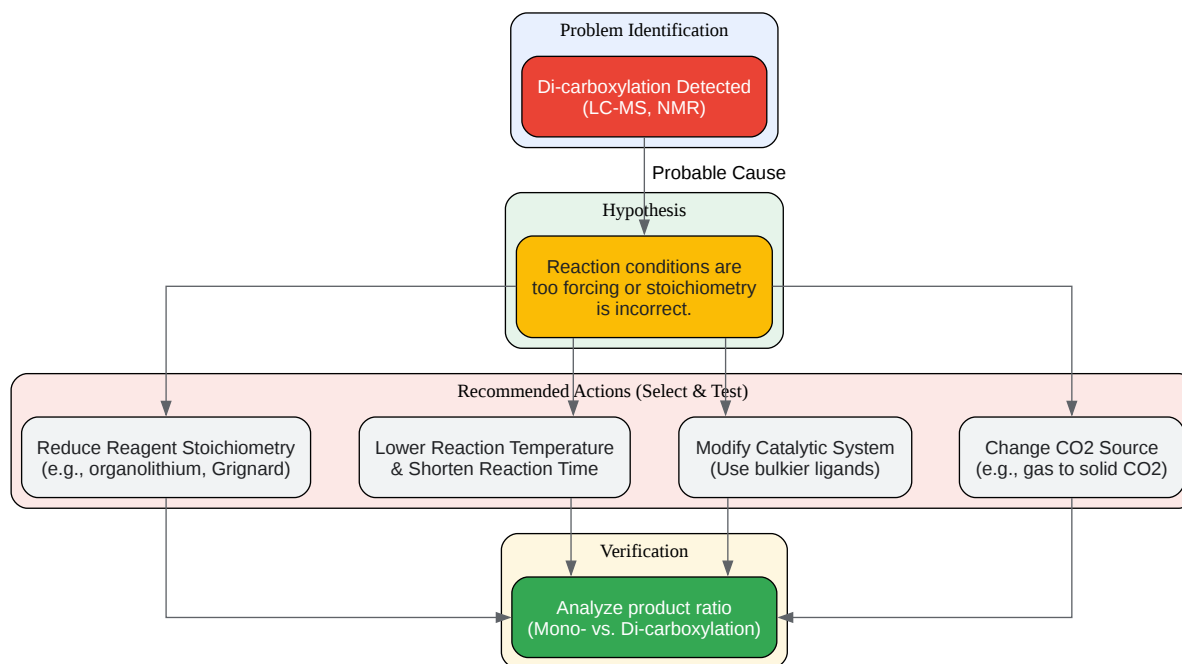 Problem Identification
Di-carboxylation Detected
(LC-MS, NMR)
Probable Cause
Hypothesis
Reaction conditions are
too forcing or stoichiometry
is incorrect.
Recommended Actions (Select & Test)
Reduce Reagent Stoichiometry
(e.g., organolithium, Grignard)
Lower Reaction Temperature
& Shorten Reaction Time
Modify Catalytic System
(Use bulkier ligands)
Change CO2 Source
(e.g., gas to solid CO2)
Verification
Analyze product ratio
(Mono- vs. Di-carboxylation)